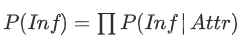 P(Inf) = ∏ P(Inf | Attr)